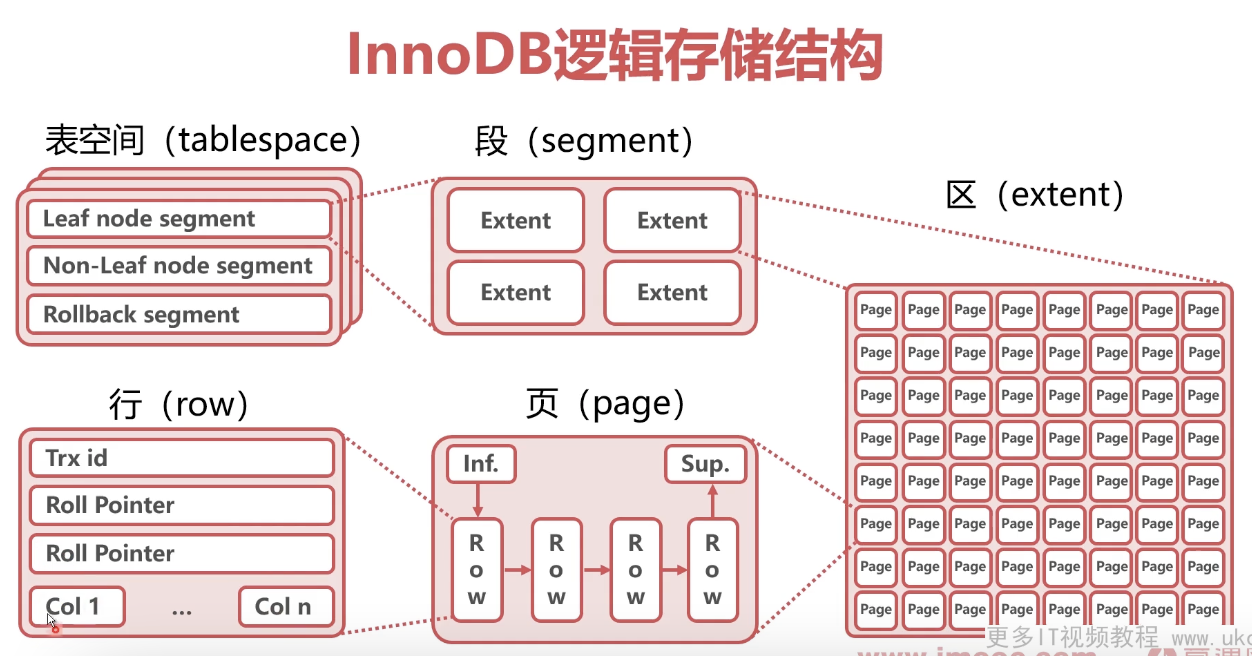 InnoDB逻辑存储结构
表空间（tablespace）
Leaf node segment
Non-Leaf node segment
Rollback segment
段（segment）
Extent Extent
Extent Extent
区（extent）
Page Page Page Page Page Page Page Page
Page Page Page Page Page Page Page Page
Page Page Page Page Page Page Page Page
Page Page Page Page Page Page Page Page
Page Page Page Page Page Page Page Page
Page Page Page Page Page Page Page Page
Page Page Page Page Page Page Page Page
Page Page Page Page Page Page Page Page
行（row）
Trx id
Roll Pointer
Roll Pointer
Col 1 ... Col n
页（page）
Inf. Sup.
Row Row Row Row
更多IT视频教程 www.ukd